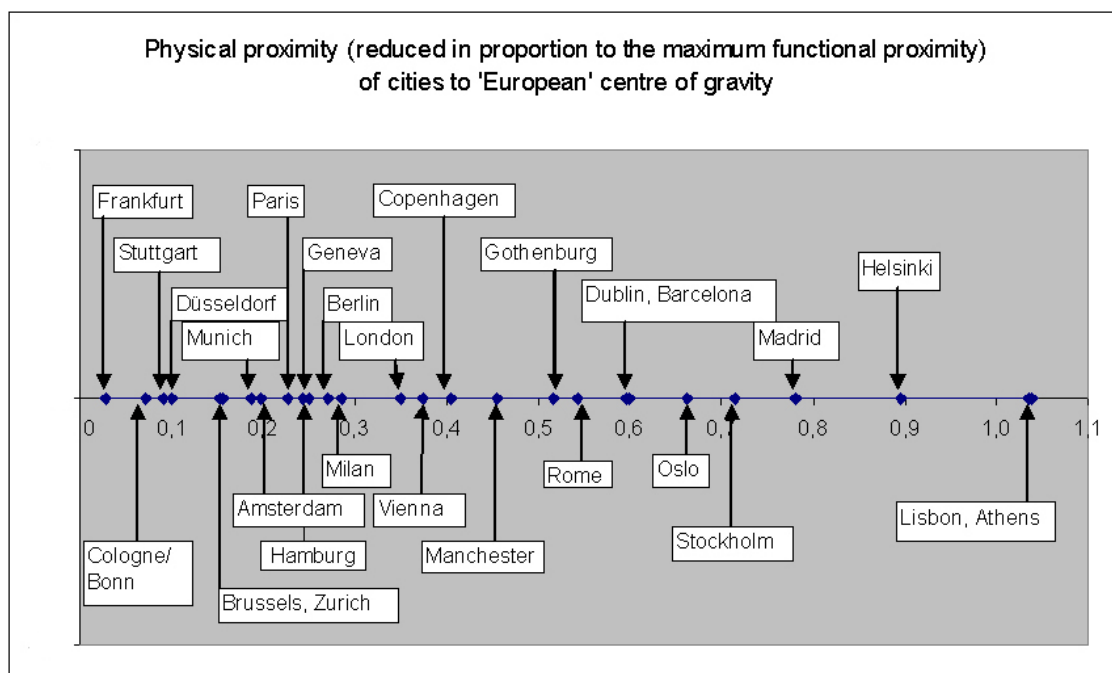 Physical proximity (reduced in proportion to the maximum functional proximity)
of cities to 'European' centre of gravity
Frankfurt
Paris
Copenhagen
Stuttgart
Geneva
Gothenburg
Helsinki
Düsseldorf
Berlin
Dublin, Barcelona
Munich
London
Madrid
0 0,1 0,2 0,3 0,4 0,5 0,6 0,7 0,8 0,9 1,0 1,1
Milan
Rome
Oslo
Amsterdam
Vienna
Lisbon, Athens
Cologne/
Bonn
Hamburg
Manchester
Stockholm
Brussels, Zurich